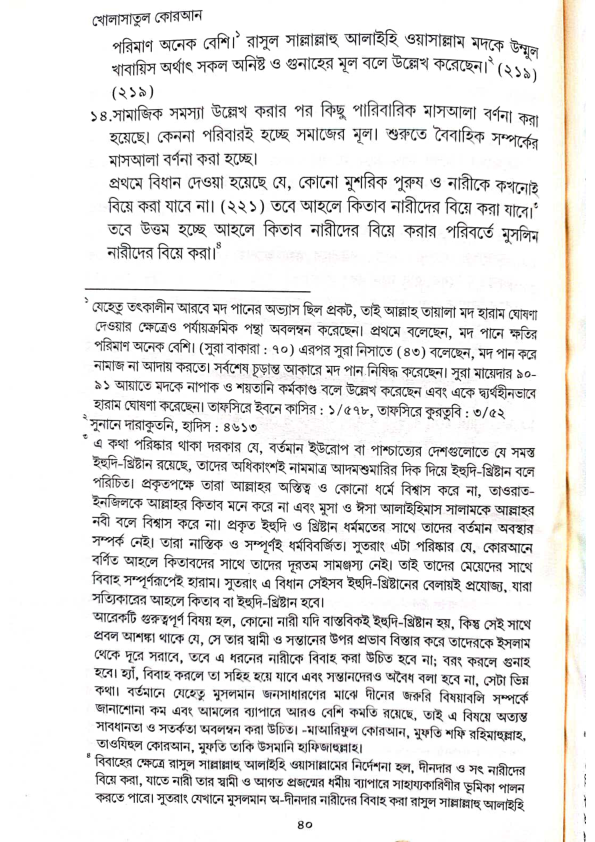 খোলাসাতুল কোরআন
পরিমাণ অনেক বেশি।¹ রাসুল সাল্লাল্লাহু আলাইহি ওয়াসাল্লাম মদকে উম্মুল
খাবায়িস অর্থাৎ সকল অনিষ্ট ও গুনাহের মূল বলে উল্লেখ করেছেন।² (২১৯)
(২১৯)
১৪.সামাজিক সমস্যা উল্লেখ করার পর কিছু পারিবারিক মাসআলা বর্ণনা করা
হয়েছে। কেননা পরিবারই হচ্ছে সমাজের মূল। শুরুতে বৈবাহিক সম্পর্কের
মাসআলা বর্ণনা করা হচ্ছে।
প্রথমে বিধান দেওয়া হয়েছে যে, কোনো মুশরিক পুরুষ ও নারীকে কখনোই
বিয়ে করা যাবে না। (২২১) তবে আহলে কিতাব নারীদের বিয়ে করা যাবে।³
তবে উত্তম হচ্ছে আহলে কিতাব নারীদের বিয়ে করার পরিবর্তে মুসলিম
নারীদের বিয়ে করা।⁴
¹ যেহেতু তৎকালীন আরবে মদ পানের অভ্যাস ছিল প্রকট, তাই আল্লাহ তায়ালা মদ হারাম ঘোষণা
দেওয়ার ক্ষেত্রেও পর্যায়ক্রমিক পন্থা অবলম্বন করেছেন। প্রথমে বলেছেন, মদ পানে ক্ষতির
পরিমাণ অনেক বেশি। (সুরা বাকারা : ৭০) এরপর সুরা নিসাতে (৪৩) বলেছেন, মদ পান করে
নামাজ না আদায় করতে। সর্বশেষ চূড়ান্ত আকারে মদ পান নিষিদ্ধ করেছেন। সুরা মায়েদার ৯০-
৯১ আয়াতে মদকে নাপাক ও শয়তানি কর্মকাণ্ড বলে উল্লেখ করেছেন এবং একে দ্ব্যর্থহীনভাবে
হারাম ঘোষণা করেছেন। তাফসিরে ইবনে কাসির : ১/৫৭৮, তাফসিরে কুরতুবি : ৩/৫২
² সুনানে দারাকুতনি, হাদিস : ৪৬১৩
³ এ কথা পরিষ্কার থাকা দরকার যে, বর্তমান ইউরোপ বা পাশ্চাত্যের দেশগুলোতে যে সমস্ত
ইহুদি-খ্রিষ্টান রয়েছে, তাদের অধিকাংশই নামমাত্র আদমশুমারির দিক দিয়ে ইহুদি-খ্রিষ্টান বলে
পরিচিত। প্রকৃতপক্ষে তারা আল্লাহর অস্তিত্ব ও কোনো ধর্মে বিশ্বাস করে না, তাওরাত-
ইনজিলকে আল্লাহর কিতাব মনে করে না এবং মুসা ও ঈসা আলাইহিমাস সালামকে আল্লাহর
নবী বলে বিশ্বাস করে না। প্রকৃত ইহুদি ও খ্রিষ্টান ধর্মমতের সাথে তাদের বর্তমান অবস্থার
সম্পর্ক নেই। তারা নাস্তিক ও সম্পূর্ণই ধর্মবিবর্জিত। সুতরাং এটা পরিষ্কার যে, কোরআনে
বর্ণিত আহলে কিতাবদের সাথে তাদের দূরতম সামঞ্জস্য নেই। তাই তাদের মেয়েদের সাথে
বিবাহ সম্পূর্ণরূপেই হারাম। সুতরাং এ বিধান সেইসব ইহুদি-খ্রিষ্টানের বেলায়ই প্রযোজ্য, যারা
সত্যিকারের আহলে কিতাব বা ইহুদি-খ্রিষ্টান হবে।
আরেকটি গুরুত্বপূর্ণ বিষয় হল, কোনো নারী যদি বাস্তবিকই ইহুদি-খ্রিষ্টান হয়, কিন্তু সেই সাথে
প্রবল আশঙ্কা থাকে যে, সে তার স্বামী ও সন্তানের উপর প্রভাব বিস্তার করে তাদেরকে ইসলাম
থেকে দূরে সরাবে, তবে এ ধরনের নারীকে বিবাহ করা উচিত হবে না; বরং করলে গুনাহ
হবে। হ্যাঁ, বিবাহ করলে তা সহিহ হয়ে যাবে এবং সন্তানদেরও অবৈধ বলা হবে না, সেটা ভিন্ন
কথা। বর্তমানে যেহেতু মুসলমান জনসাধারণের মাঝে দীনের জরুরি বিষয়াবলি সম্পর্কে
জানাশোনা কম এবং আমলের ব্যাপারে আরও বেশি কমতি রয়েছে, তাই এ বিষয়ে অত্যন্ত
সাবধানতা ও সতর্কতা অবলম্বন করা উচিত। -মাআরিফুল কোরআন, মুফতি শফি রহিমাহুল্লাহ,
তাওযিহুল কোরআন, মুফতি তাকি উসমানি হাফিজাহুল্লাহ।
⁴ বিবাহের ক্ষেত্রে রাসুল সাল্লাল্লাহু আলাইহি ওয়াসাল্লামের নির্দেশনা হল, দীনদার ও সৎ নারীদের
বিয়ে করা, যাতে নারী তার স্বামী ও আগত প্রজন্মের ধর্মীয় ব্যাপারে সাহায্যকারিণীর ভূমিকা পালন
করতে পারে। সুতরাং যেখানে মুসলমান অ-দীনদার নারীদের বিবাহ করা রাসুল সাল্লাল্লাহু আলাইহি
৪০